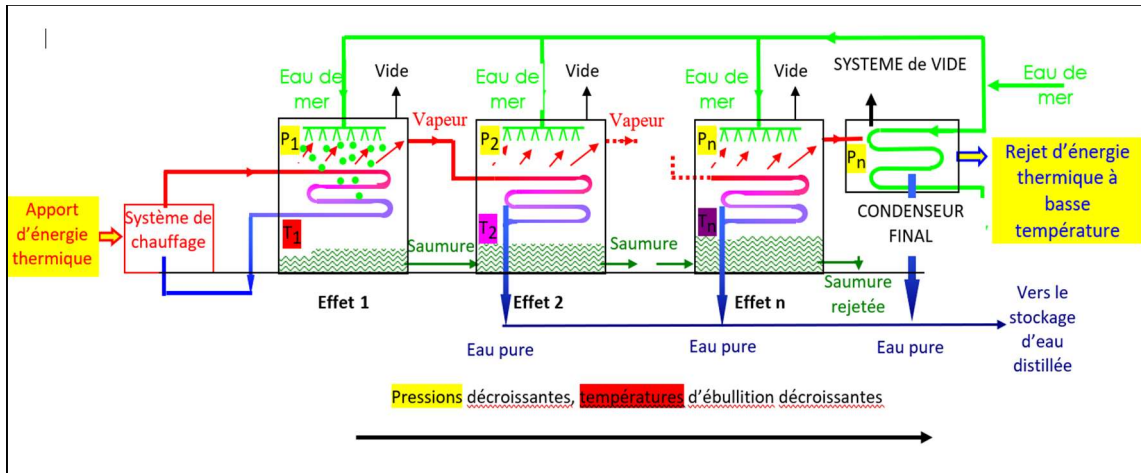 Eau de
mer
Vide
Eau de
mer
Vide
Eau de
mer
Vide
SYSTEME de VIDE
Eau de
mer
P1
Vapeur
P2
Vapeur
Pn
Pn
Rejet d'énergie
thermique à
basse
température
Apport
d'énergie
thermique
Système de
chauffage
T1
T2
Tn
CONDENSEUR
FINAL
Saumure
Saumure
Saumure
rejetée
Effet 1
Effet 2
Effet n
Eau pure
Eau pure
Eau pure
Vers le
stockage
d'eau
distillée
Pressions décroissantes, températures d'ébullition décroissantes